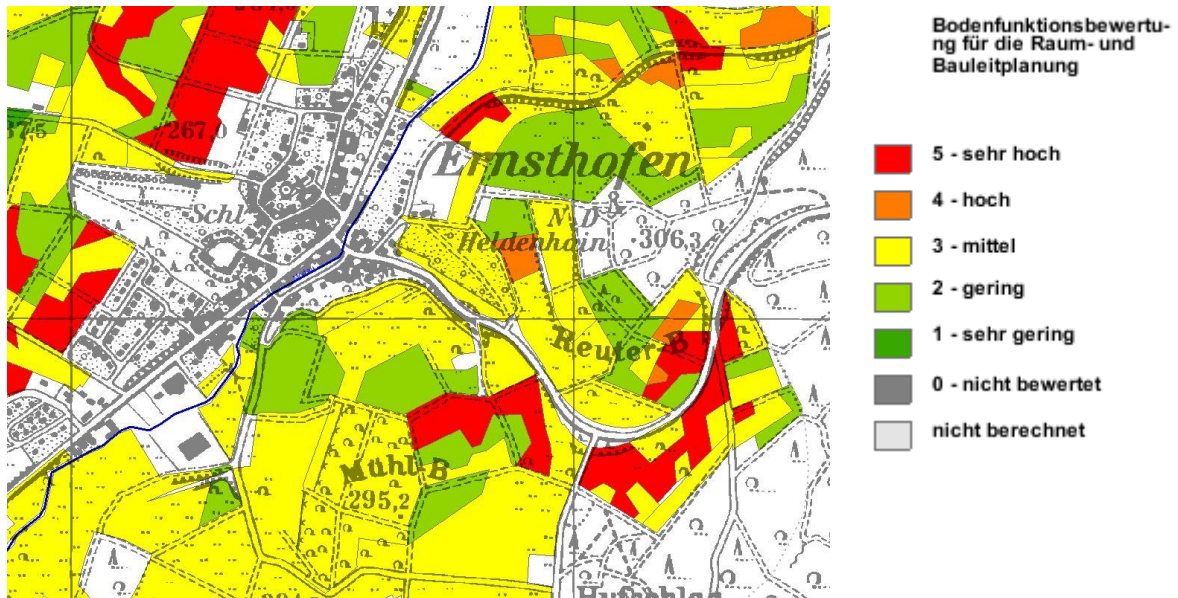 Bodenfunktionsbewertu-
ng für die Raum- und
Bauleitplanung
5 - sehr hoch
4 - hoch
3 - mittel
2 - gering
1 - sehr gering
0 - nicht bewertet
nicht berechnet
267,0
Ernsthofen
Schl
N D
Heldenhain
306,3
Reuter-B
Mühl-B
295,2